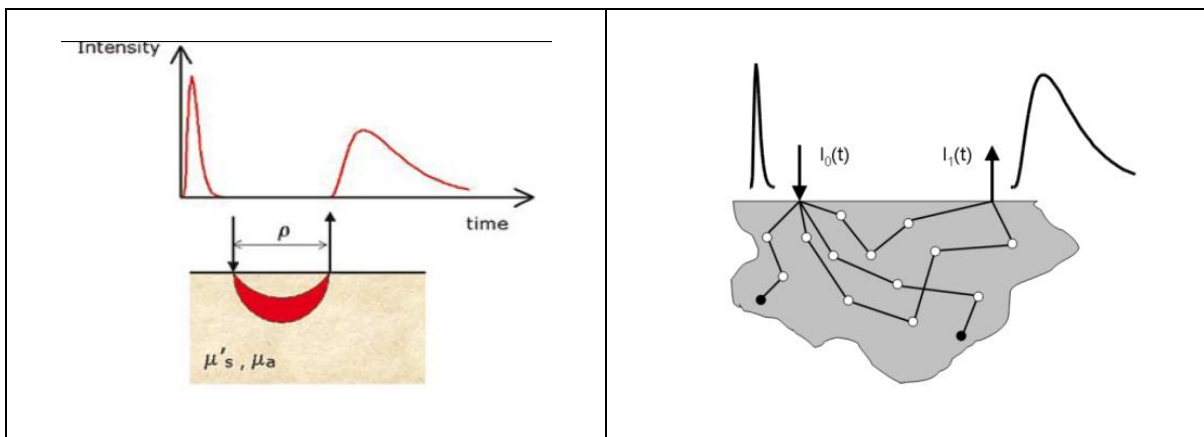 Intensity
time
ρ
μ's , μa
I0(t)
I1(t)